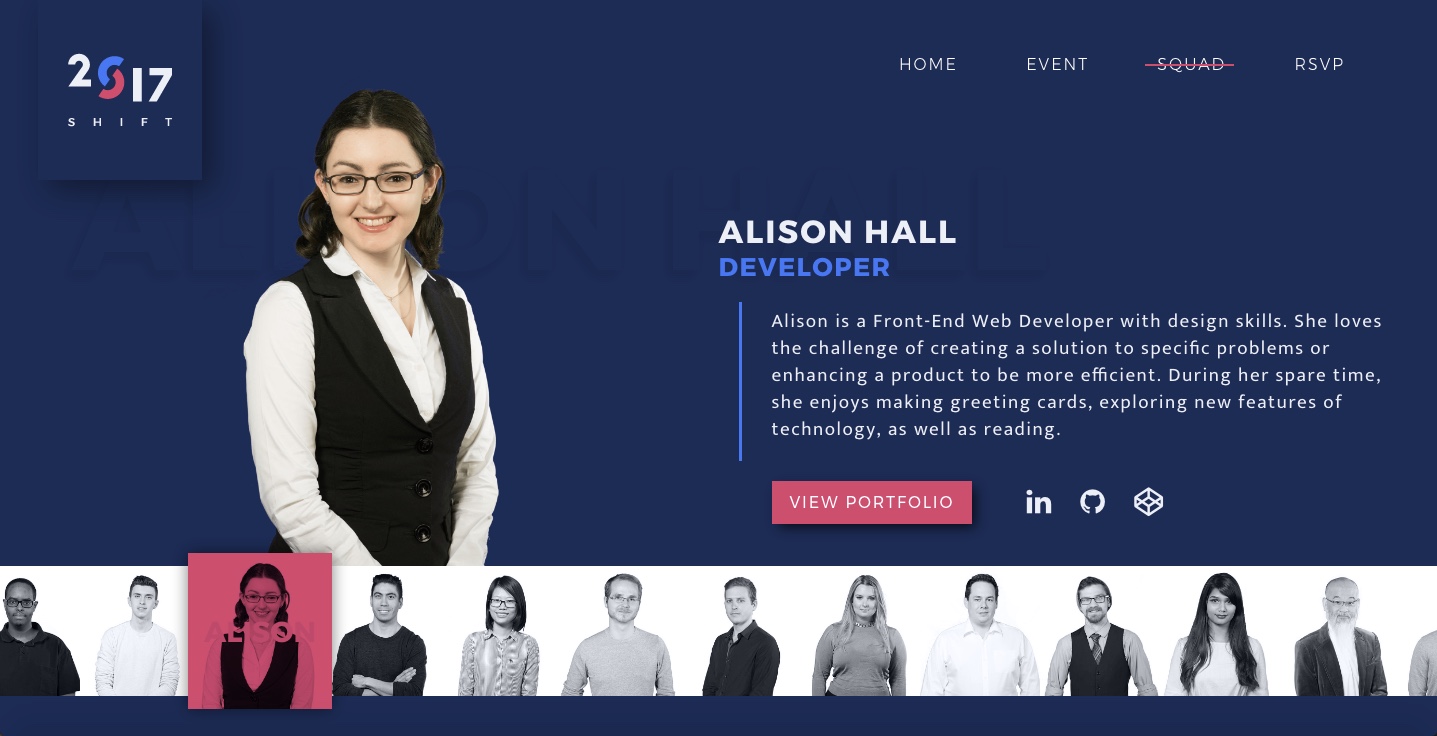 2017
SHIFT
HOME EVENT SQUAD RSVP
ALISON HALL
ALISON HALL
DEVELOPER
Alison is a Front-End Web Developer with design skills. She loves
the challenge of creating a solution to specific problems or
enhancing a product to be more efficient. During her spare time,
she enjoys making greeting cards, exploring new features of
technology, as well as reading.
VIEW PORTFOLIO in
ALISON